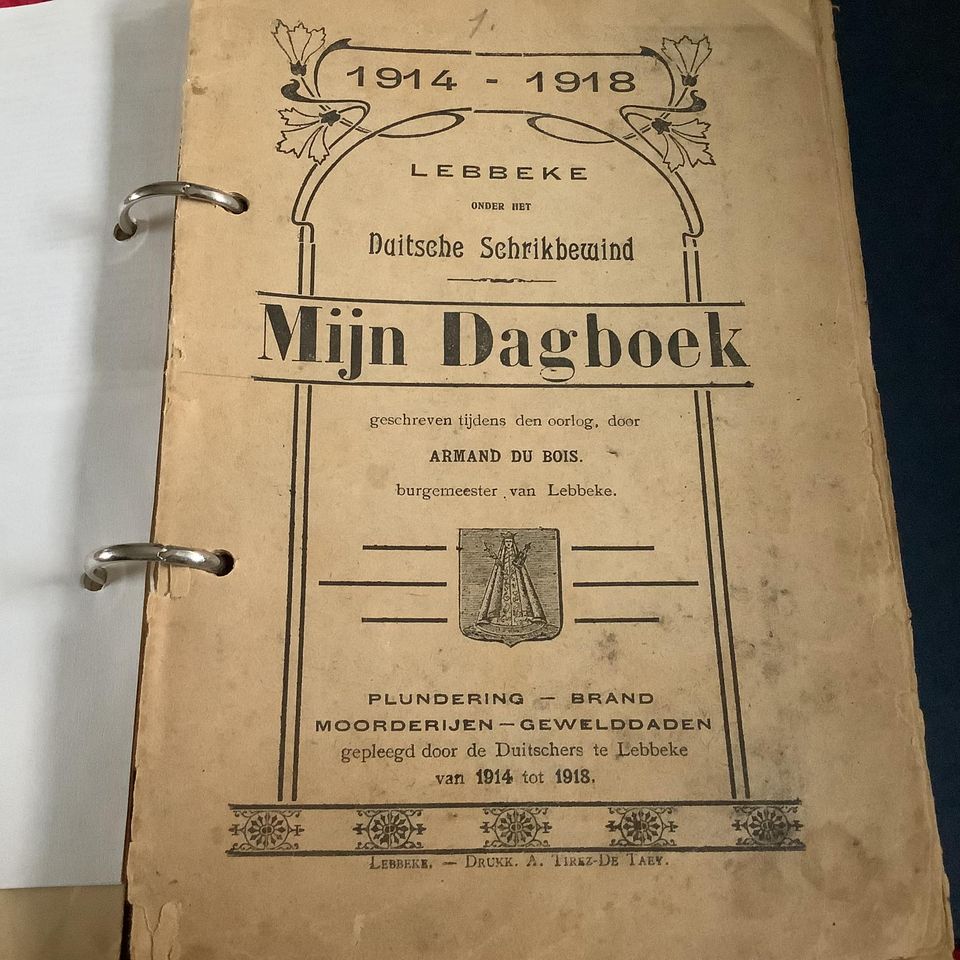 1.
1914 - 1918
LEBBEKE
ONDER HET
Duitsche Schrikbewind
Mijn Dagboek
geschreven tijdens den oorlog, door
ARMAND DU BOIS.
burgemeester van Lebbeke.
PLUNDERING — BRAND
MOORDERIJEN — GEWELDDADEN
gepleegd door de Duitschers te Lebbeke
van 1914 tot 1918.
LEBBEKE. — DRUKK. A. TIREZ-DE TAEY.